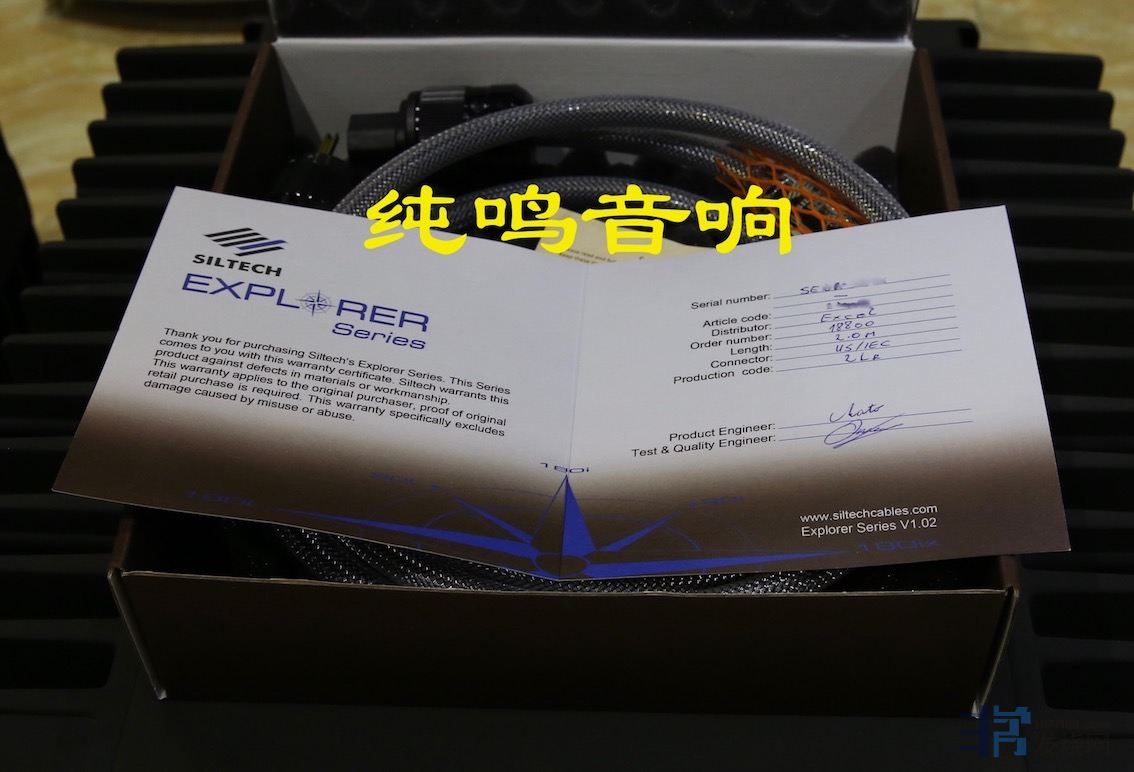 纯鸣音响
SILTECH
EXPLORER
Series
Thank you for purchasing Siltech's Explorer Series. This Series
comes to you with this warranty certificate. Siltech warrants this
product against defects in materials or workmanship.
This warranty applies to the original purchaser, proof of original
retail purchase is required. This warranty specifically excludes
damage caused by misuse or abuse.
Serial number: SE
Article code:
Distributor: Excel
Order number: 18800
Length: 2.0M
Connector: US/IEC
Production code:
Product Engineer:
Test & Quality Engineer:
180i
www.siltechcables.com
Explorer Series V1.02